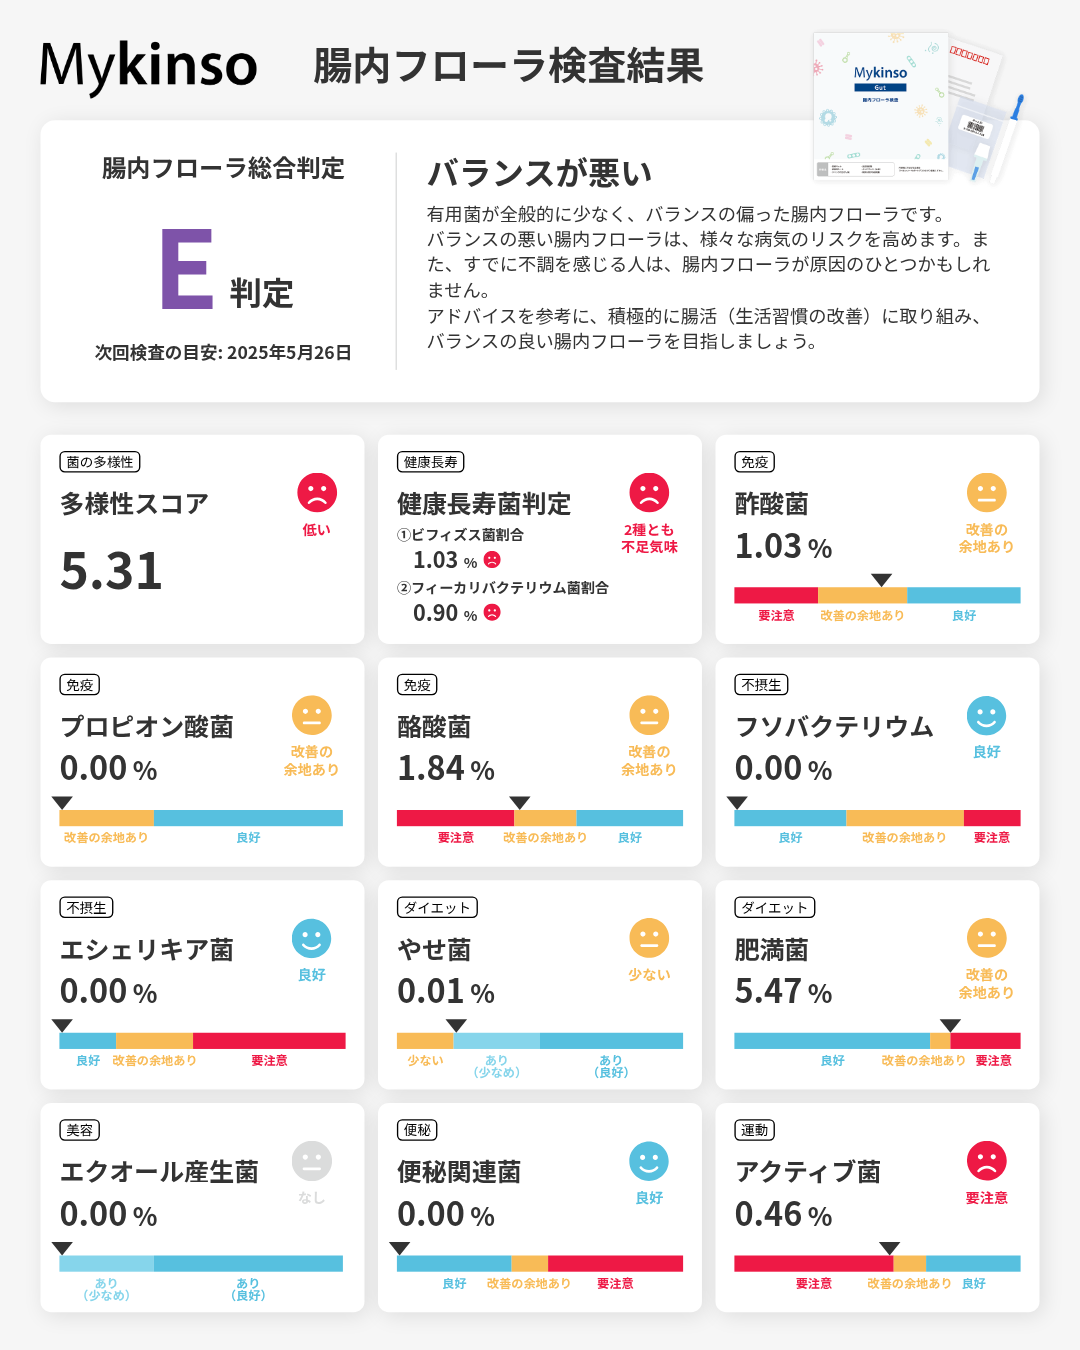 Mykinso
腸内フローラ検査結果
Mykinso
Gut
腸内フローラ検査
腸内フローラ総合判定
E 判定
次回検査の目安: 2025年5月26日
バランスが悪い
有用菌が全般的に少なく、バランスの偏った腸内フローラです。
バランスの悪い腸内フローラは、様々な病気のリスクを高めます。ま
た、すでに不調を感じる人は、腸内フローラが原因のひとつかもしれ
ません。
アドバイスを参考に、積極的に腸活（生活習慣の改善）に取り組み、
バランスの良い腸内フローラを目指しましょう。
菌の多様性
多様性スコア
低い
5.31
健康長寿
健康長寿菌判定
2種とも
不足気味
①ビフィズス菌割合
1.03 %
②フィーカリバクテリウム菌割合
0.90 %
免疫
酢酸菌
1.03 %
改善の
余地あり
要注意 改善の余地あり 良好
免疫
プロピオン酸菌
0.00 %
改善の
余地あり
改善の余地あり 良好
免疫
酪酸菌
1.84 %
改善の
余地あり
要注意 改善の余地あり 良好
不摂生
フソバクテリウム
0.00 %
良好
良好 改善の余地あり 要注意
不摂生
エシェリキア菌
0.00 %
良好
良好 改善の余地あり 要注意
ダイエット
やせ菌
0.01 %
少ない
少ない あり あり
（少なめ） （良好）
ダイエット
肥満菌
5.47 %
改善の
余地あり
良好 改善の余地あり 要注意
美容
エクオール産生菌
0.00 %
なし
あり あり
（少なめ） （良好）
便秘
便秘関連菌
0.00 %
良好
良好 改善の余地あり 要注意
運動
アクティブ菌
0.46 %
要注意
要注意 改善の余地あり 良好